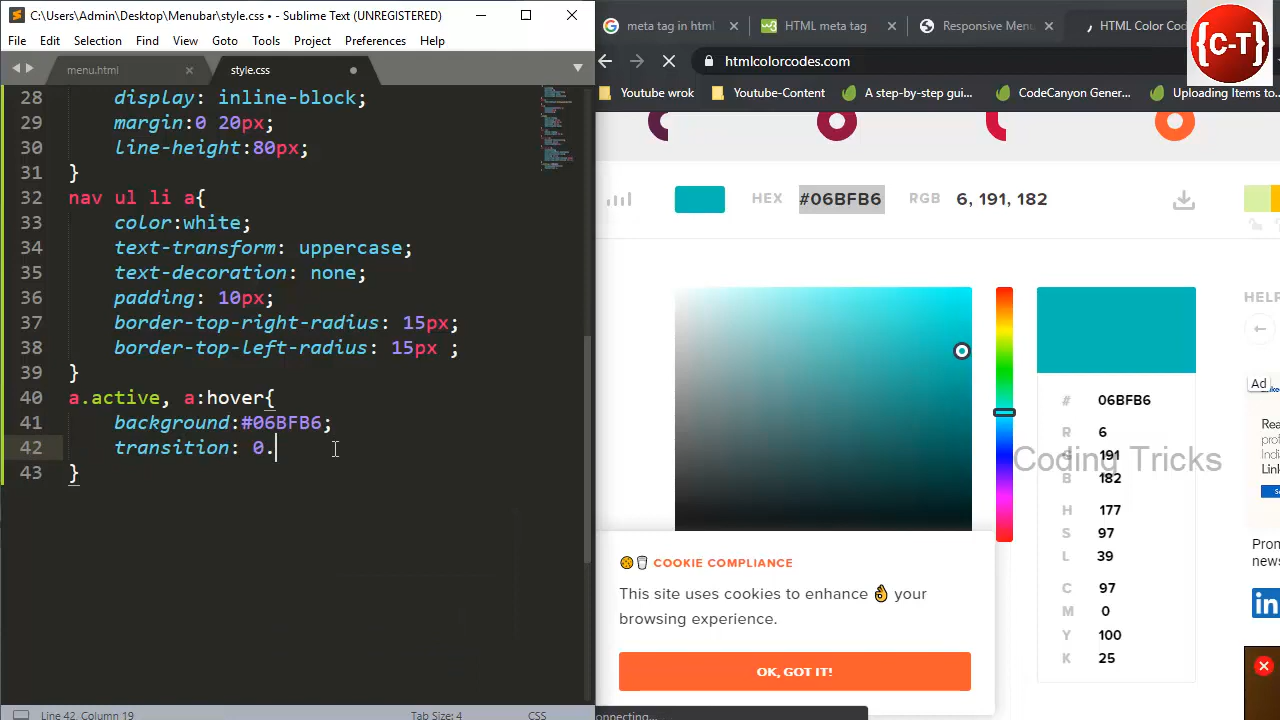 C:\Users\Admin\Desktop\Menubar\style.css • - Sublime Text (UNREGISTERED)
File Edit Selection Find View Goto Tools Project Preferences Help
menu.html × style.css
28 display: inline-block;
29 margin:0 20px;
30 line-height:80px;
31 }
32 nav ul li a{
33 color:white;
34 text-transform: uppercase;
35 text-decoration: none;
36 padding: 10px;
37 border-top-right-radius: 15px;
38 border-top-left-radius: 15px ;
39 }
40 a.active, a:hover{
41 background:#06BFB6;
42 transition: 0.
43 }
Line 42, Column 19 Tab Size: 4 CSS
meta tag in html HTML meta tag Responsive Menu HTML Color Cod
{C-T}
htmlcolorcodes.com
Youtube wrok Youtube-Content A step-by-step gui... CodeCanyon Gener... Uploading Items to...
HEX #06BFB6 RGB 6, 191, 182
# 06BFB6
R 6
G 191
B 182
H 177
S 97
L 39
C 97
M 0
Y 100
K 25
Coding Tricks
HELP
Ad
Link
Pron
news
in
COOKIE COMPLIANCE
This site uses cookies to enhance 👌 your
browsing experience.
OK, GOT IT!